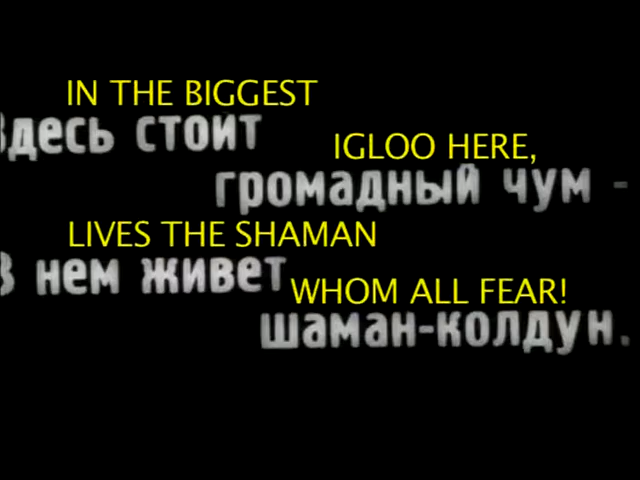 IN THE BIGGEST
Здесь стоит
IGLOO HERE,
громадный чум -
LIVES THE SHAMAN
В нем живет
WHOM ALL FEAR!
шаман-колдун.